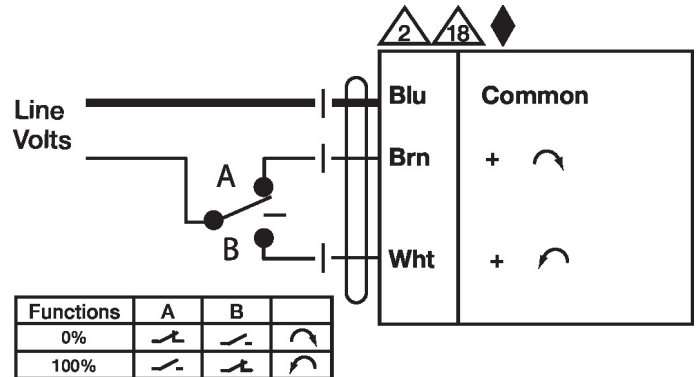 2 18
Line
Volts
Blu Common
Brn +
A
B
Wht +
Functions A B
0%
100%